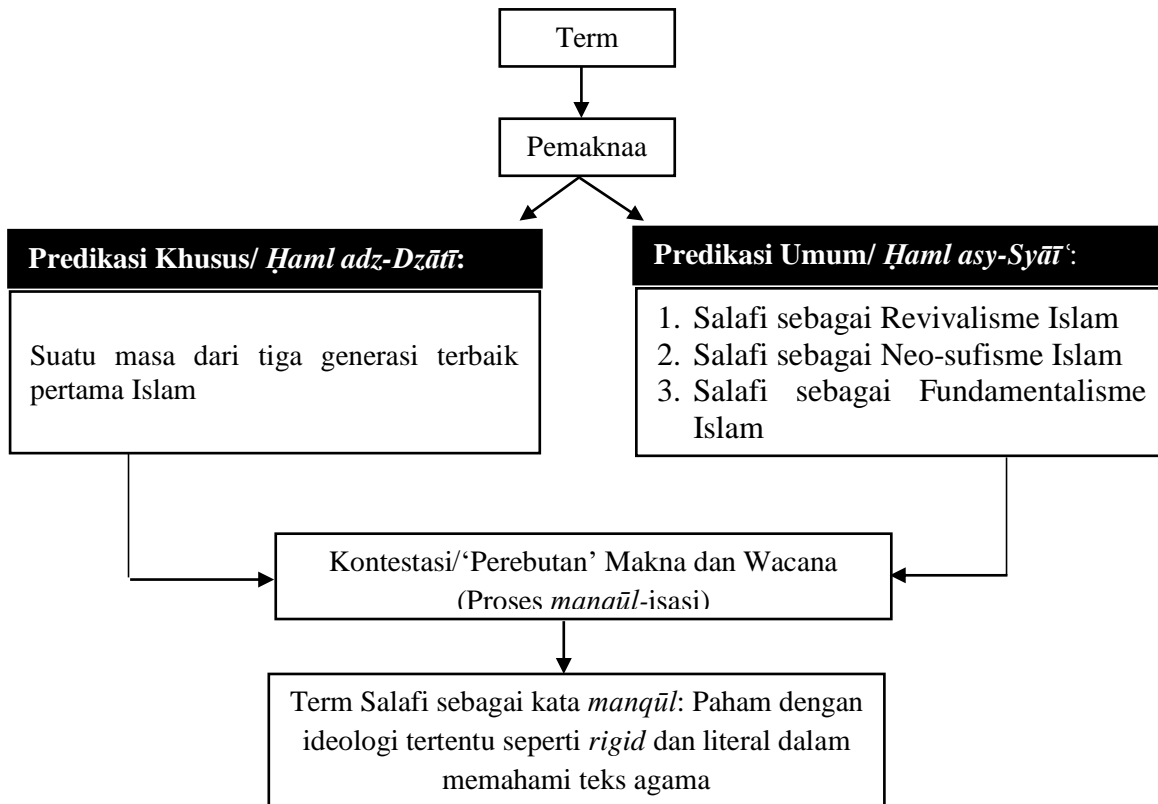 Term
Pemaknaa
Predikasi Khusus/ Ḥaml adz-Dzātī:
Suatu masa dari tiga generasi terbaik
pertama Islam
Predikasi Umum/ Ḥaml asy-Syāīʿ:
1. Salafi sebagai Revivalisme Islam
2. Salafi sebagai Neo-sufisme Islam
3. Salafi sebagai Fundamentalisme
Islam
Kontestasi/‘Perebutan’ Makna dan Wacana
(Proses manqūl-isasi)
Term Salafi sebagai kata manqūl: Paham dengan
ideologi tertentu seperti rigid dan literal dalam
memahami teks agama